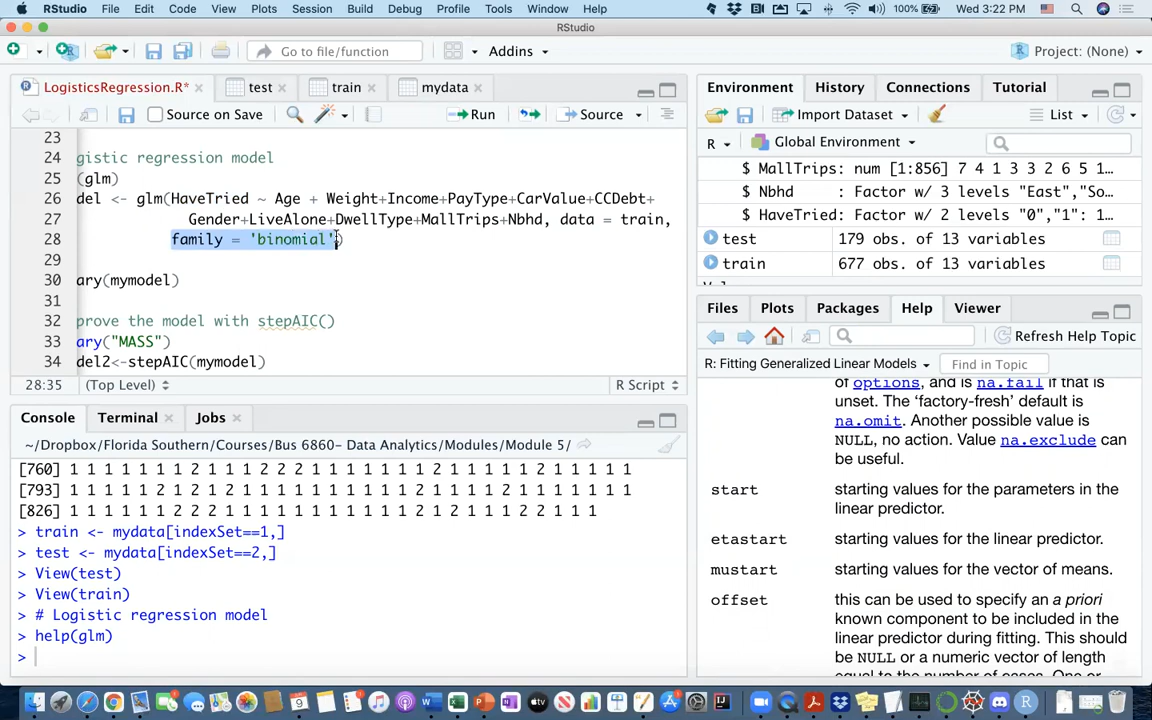 RStudio File Edit Code View Plots Session Build Debug Profile Tools Window Help 100% Wed 3:22 PM
RStudio
Go to file/function Addins Project: (None)
LogisticsRegression.R* test train mydata
Source on Save Run Source
23
24 gistic regression model
25 (glm)
26 del <- glm(HaveTried ~ Age + Weight+Income+PayType+CarValue+CCDebt+
27 Gender+LiveAlone+DwellType+MallTrips+Nbhd, data = train,
28 family = 'binomial')
29
30 ary(mymodel)
31
32 prove the model with stepAIC()
33 ary("MASS")
34 del2<-stepAIC(mymodel)
28:35 (Top Level) R Script
Console Terminal Jobs
~/Dropbox/Florida Southern/Courses/Bus 6860- Data Analytics/Modules/Module 5/
[760] 1 1 1 1 1 1 1 2 1 1 1 2 2 2 1 1 1 1 1 1 1 2 1 1 1 1 1 2 1 1 1 1 1
[793] 1 1 1 1 1 2 1 2 1 2 1 1 1 1 1 1 1 1 1 1 2 1 1 1 1 2 1 1 1 1 1 1 1
[826] 1 1 1 1 1 1 2 2 2 1 1 1 1 1 1 1 1 1 1 2 1 2 1 1 1 2 2 1 1 1 1
> train <- mydata[indexSet==1,]
> test <- mydata[indexSet==2,]
> View(test)
> View(train)
> # Logistic regression model
> help(glm)
>
Environment History Connections Tutorial
Import Dataset List
R Global Environment
$ MallTrips: num [1:856] 7 4 1 3 3 2 6 5 1…
$ Nbhd : Factor w/ 3 levels "East","So…
$ HaveTried: Factor w/ 2 levels "0","1": 1…
test 179 obs. of 13 variables
train 677 obs. of 13 variables
Files Plots Packages Help Viewer
Refresh Help Topic
R: Fitting Generalized Linear Models Find in Topic
of options, and is na.fail if that is
unset. The ‘factory-fresh’ default is
na.omit. Another possible value is
NULL, no action. Value na.exclude can
be useful.
start starting values for the parameters in the
linear predictor.
etastart starting values for the linear predictor.
mustart starting values for the vector of means.
offset this can be used to specify an a priori
known component to be included in the
linear predictor during fitting. This should
be NULL or a numeric vector of length
equal to the number of cases. One or